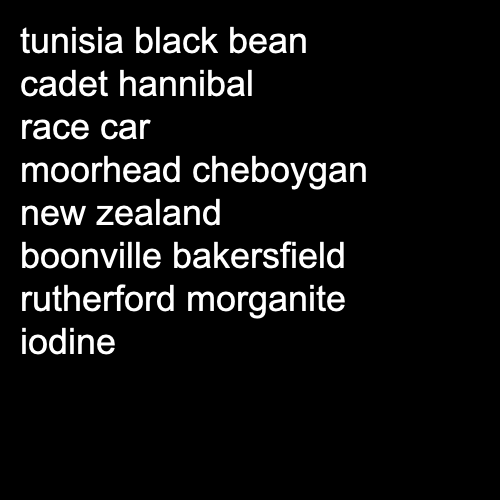 tunisia black bean
cadet hannibal
race car
moorhead cheboygan
new zealand
boonville bakersfield
rutherford morganite
iodine